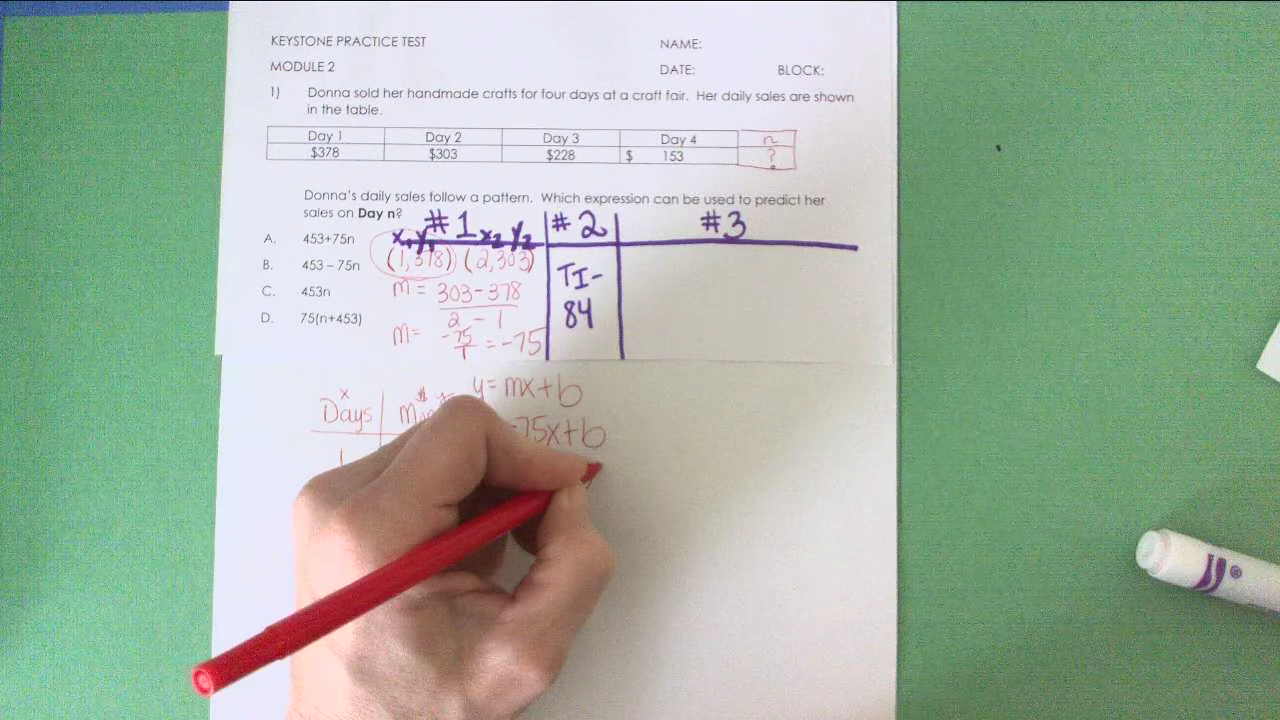 KEYSTONE PRACTICE TEST
NAME:
MODULE 2
DATE: BLOCK:
1) Donna sold her handmade crafts for four days at a craft fair. Her daily sales are shown
in the table.
Day 1 Day 2 Day 3 Day 4 n
$378 $303 $228 $ 153 ?
Donna's daily sales follow a pattern. Which expression can be used to predict her
sales on Day n?
#1 #2 #3
A. 453+75n
x₁ y₁ x₂ y₂
B. 453 – 75n
(1,378) (2,303)
TI-
84
C. 453n
m = 303-378
2 - 1
D. 75(n+453)
m= -75
1
= -75
x $ y
Days
y=mx+b
-75x+b
1